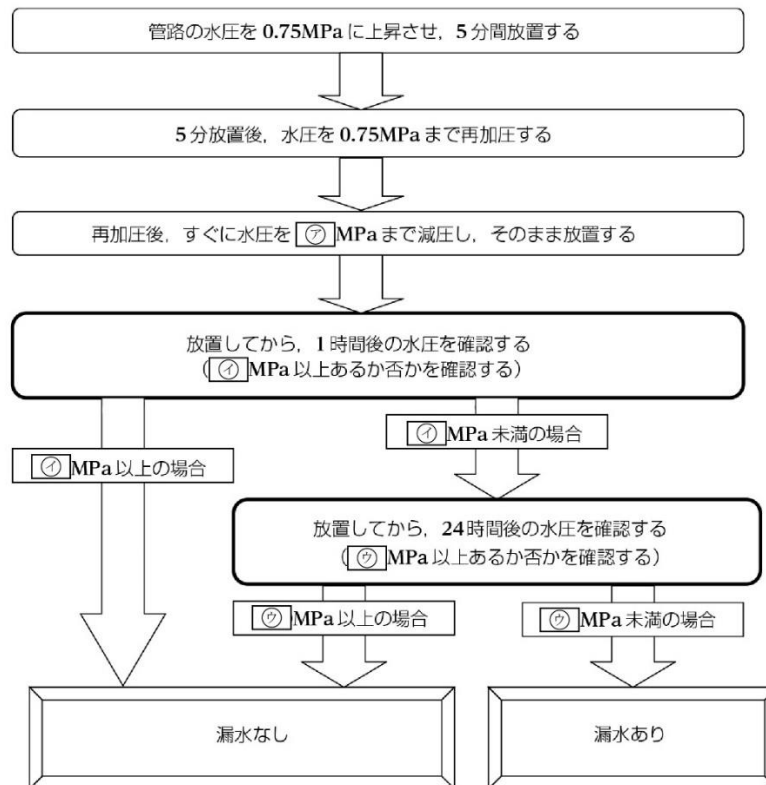 管路の水圧を0.75MPaに上昇させ，5分間放置する
5分放置後，水圧を0.75MPaまで再加圧する
再加圧後，すぐに水圧を㋐MPaまで減圧し，そのまま放置する
放置してから，1時間後の水圧を確認する
（㋑MPa以上あるか否かを確認する）
㋑MPa未満の場合
㋑MPa以上の場合
放置してから，24時間後の水圧を確認する
（㋒MPa以上あるか否かを確認する）
㋒MPa以上の場合
㋒MPa未満の場合
漏水なし
漏水あり